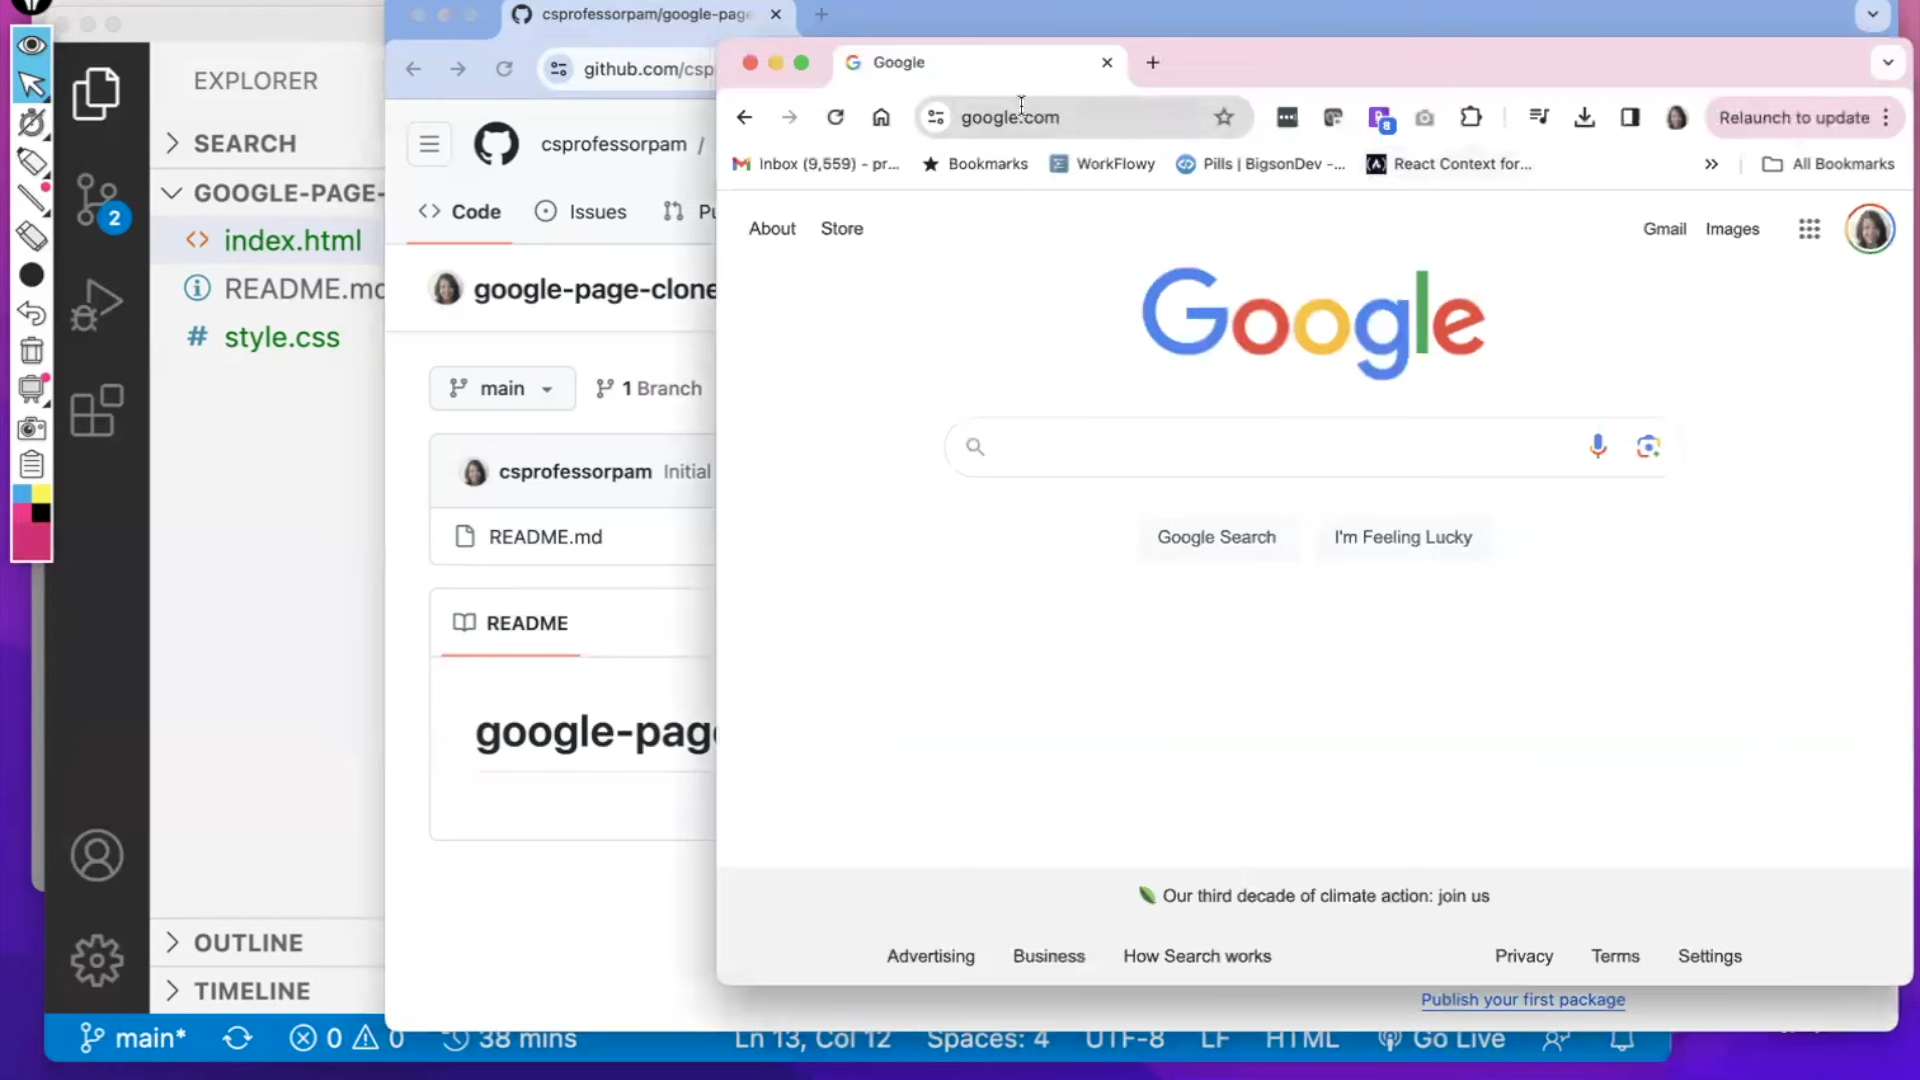 csprofessorpam/google-page
github.com/csp
EXPLORER
SEARCH
GOOGLE-PAGE-
index.html
README.md
style.css
2
OUTLINE
TIMELINE
main*
0
0
38 mins
Ln 13, Col 12
Spaces: 4
UTF-8
LF
HTML
Go Live
csprofessorpam /
Code
Issues
google-page-clone
main
1 Branch
csprofessorpam Initial
README.md
README
google-page
Publish your first package
Google
google.com
8
Relaunch to update
Inbox (9,559) - pr...
Bookmarks
WorkFlowy
Pills | BigsonDev -...
React Context for...
All Bookmarks
About
Store
Gmail
Images
Google
Google Search
I'm Feeling Lucky
Our third decade of climate action: join us
Advertising
Business
How Search works
Privacy
Terms
Settings